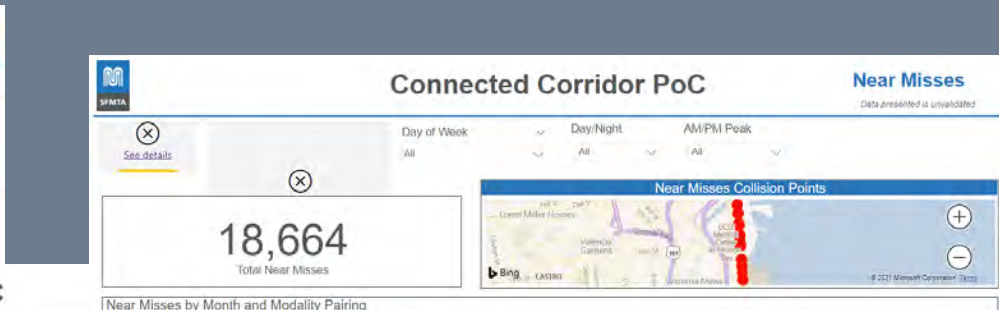 SFMTA
Connected Corridor PoC
Near Misses
Data presented is unvalidated
See details
Day of Week
All
Day/Night
All
AM/PM Peak
All
18,664
Total Near Misses
Near Misses Collision Points
Valencia
Gardens
101
Bing
CASTRO
© 2021 Microsoft Corporation Terms
Near Misses by Month and Modality Pairing